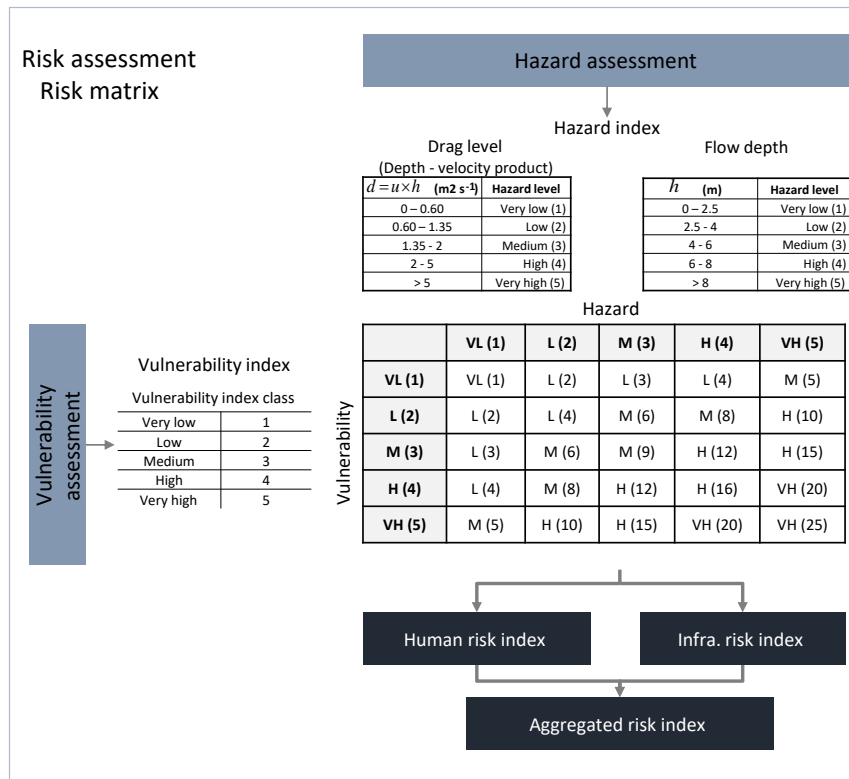 Risk assessment
Risk matrix
Hazard assessment
Hazard index
Drag level
(Depth - velocity product)
d = u × h (m2 s-1) Hazard level
0 – 0.60 Very low (1)
0.60 – 1.35 Low (2)
1.35 - 2 Medium (3)
2 - 5 High (4)
> 5 Very high (5)
Flow depth
h (m) Hazard level
0 – 2.5 Very low (1)
2.5 - 4 Low (2)
4 - 6 Medium (3)
6 - 8 High (4)
> 8 Very high (5)
Vulnerability
assessment
Vulnerability index
Vulnerability index class
Very low 1
Low 2
Medium 3
High 4
Very high 5
Hazard
Vulnerability
VL (1) L (2) M (3) H (4) VH (5)
VL (1) VL (1) L (2) L (3) L (4) M (5)
L (2) L (2) L (4) M (6) M (8) H (10)
M (3) L (3) M (6) M (9) H (12) H (15)
H (4) L (4) M (8) H (12) H (16) VH (20)
VH (5) M (5) H (10) H (15) VH (20) VH (25)
Human risk index
Infra. risk index
Aggregated risk index